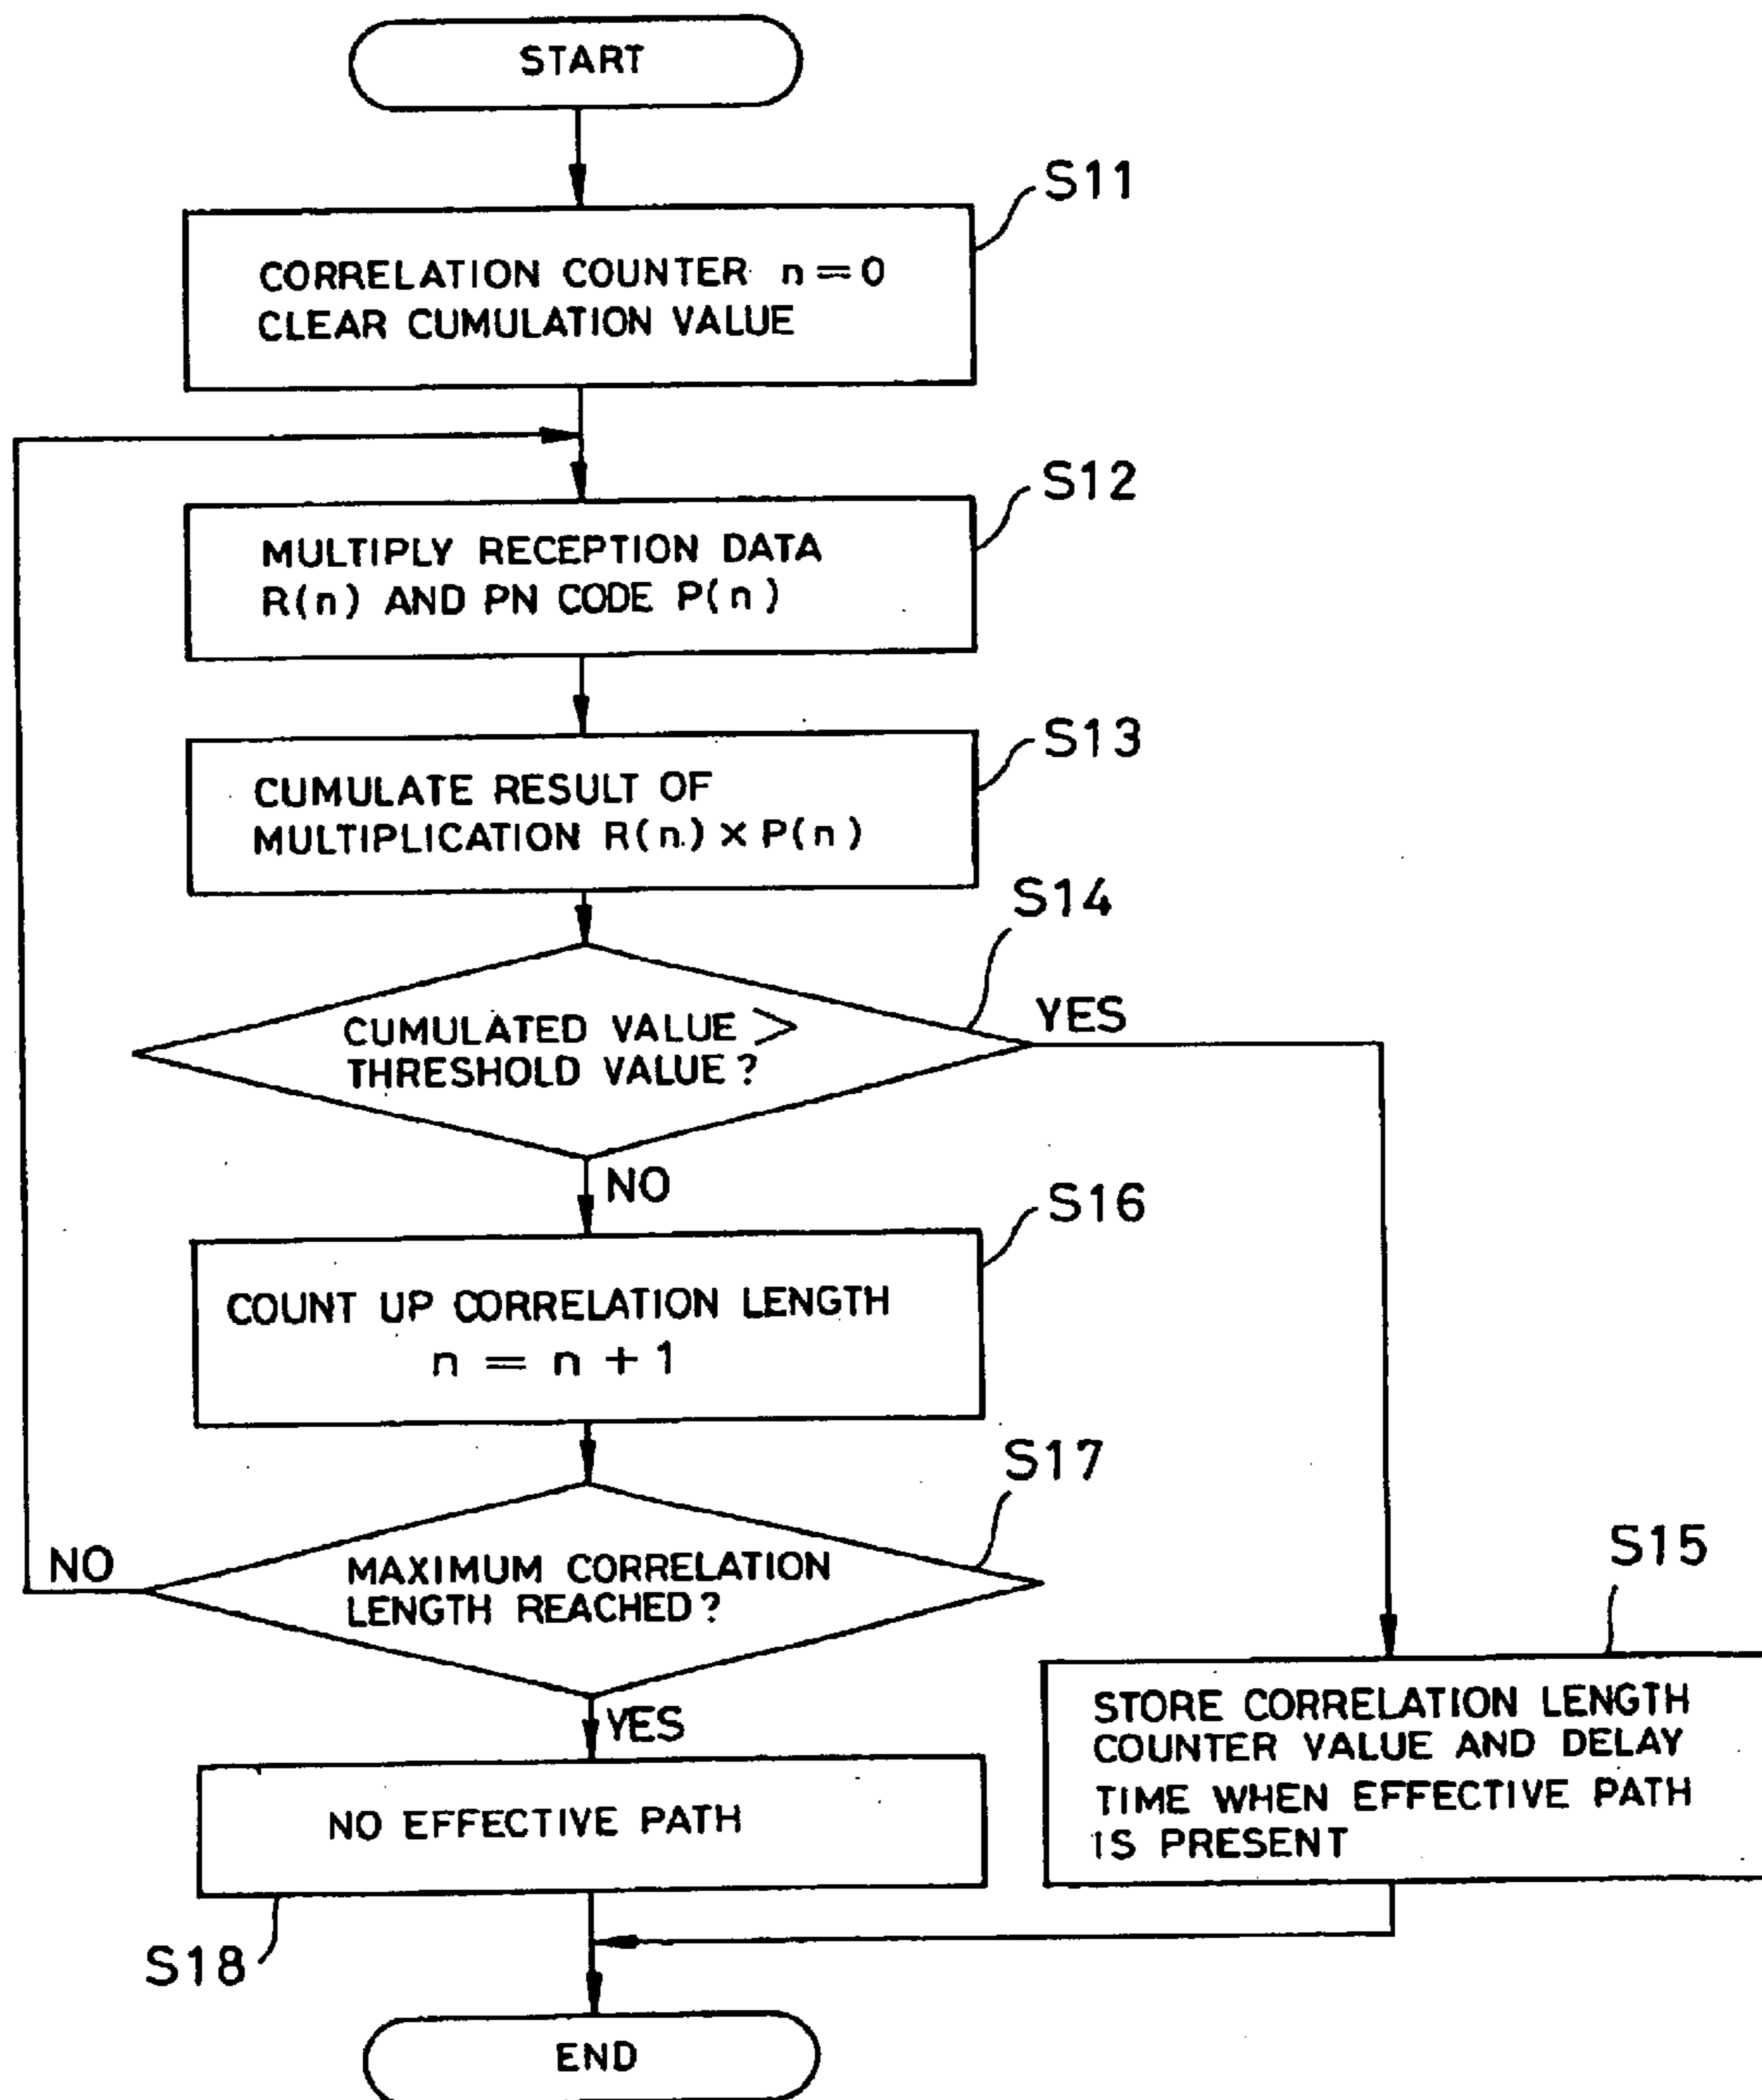 START
S11
CORRELATION COUNTER n=0
CLEAR CUMULATION VALUE
S12
MULTIPLY RECEPTION DATA
R(n) AND PN CODE P(n)
S13
CUMULATE RESULT OF
MULTIPLICATION R(n)×P(n)
S14
CUMULATED VALUE >
THRESHOLD VALUE?
YES
NO
S16
COUNT UP CORRELATION LENGTH
n = n + 1
S17
MAXIMUM CORRELATION
LENGTH REACHED?
NO
YES
S15
STORE CORRELATION LENGTH
COUNTER VALUE AND DELAY
TIME WHEN EFFECTIVE PATH
IS PRESENT
NO EFFECTIVE PATH
S18
END